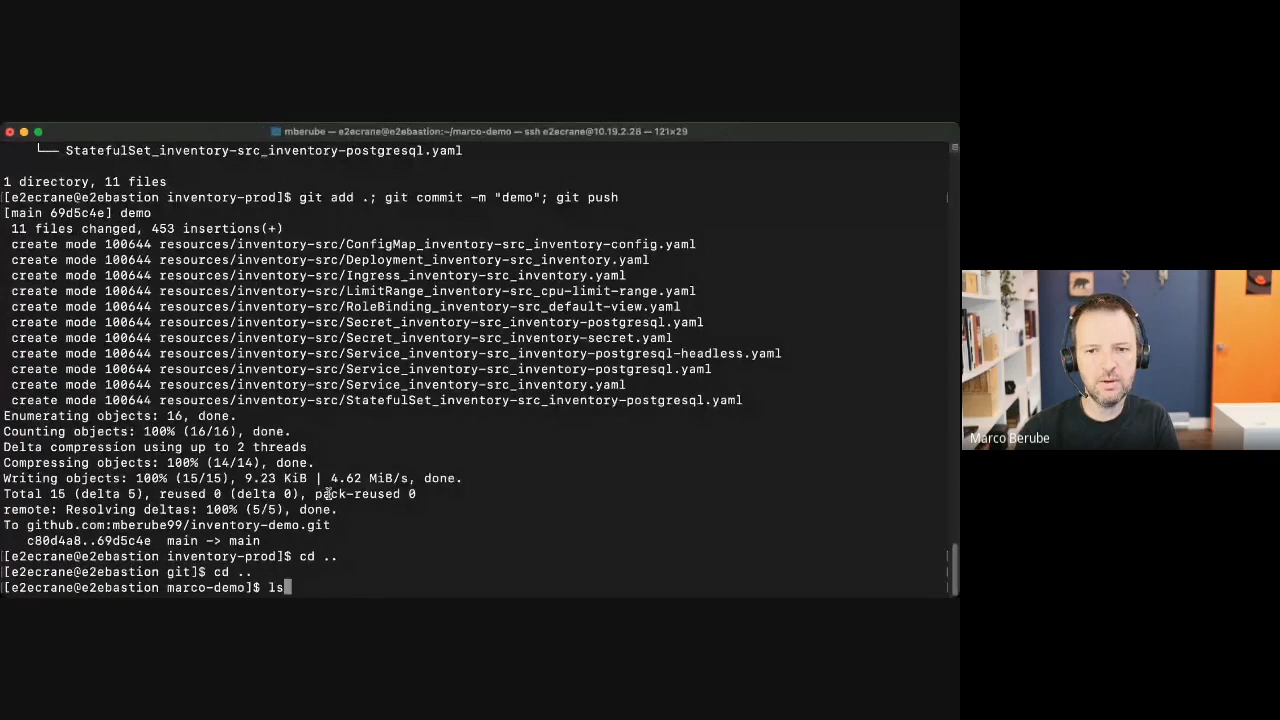 mberube — e2ecrane@e2ebastion:~/marco-demo — ssh e2ecrane@10.19.2.28 — 121×29
└── StatefulSet_inventory-src_inventory-postgresql.yaml
1 directory, 11 files
[e2ecrane@e2ebastion inventory-prod]$ git add .; git commit -m "demo"; git push
[main 69d5c4e] demo
11 files changed, 453 insertions(+)
create mode 100644 resources/inventory-src/ConfigMap_inventory-src_inventory-config.yaml
create mode 100644 resources/inventory-src/Deployment_inventory-src_inventory.yaml
create mode 100644 resources/inventory-src/Ingress_inventory-src_inventory.yaml
create mode 100644 resources/inventory-src/LimitRange_inventory-src_cpu-limit-range.yaml
create mode 100644 resources/inventory-src/RoleBinding_inventory-src_default-view.yaml
create mode 100644 resources/inventory-src/Secret_inventory-src_inventory-postgresql.yaml
create mode 100644 resources/inventory-src/Secret_inventory-src_inventory-secret.yaml
create mode 100644 resources/inventory-src/Service_inventory-src_inventory-postgresql-headless.yaml
create mode 100644 resources/inventory-src/Service_inventory-src_inventory-postgresql.yaml
create mode 100644 resources/inventory-src/Service_inventory-src_inventory.yaml
create mode 100644 resources/inventory-src/StatefulSet_inventory-src_inventory-postgresql.yaml
Enumerating objects: 16, done.
Counting objects: 100% (16/16), done.
Delta compression using up to 2 threads
Compressing objects: 100% (14/14), done.
Writing objects: 100% (15/15), 9.23 KiB | 4.62 MiB/s, done.
Total 15 (delta 5), reused 0 (delta 0), pack-reused 0
remote: Resolving deltas: 100% (5/5), done.
To github.com:mberube99/inventory-demo.git
c80d4a8..69d5c4e  main -> main
[e2ecrane@e2ebastion inventory-prod]$ cd ..
[e2ecrane@e2ebastion git]$ cd ..
[e2ecrane@e2ebastion marco-demo]$ ls
Marco Berube